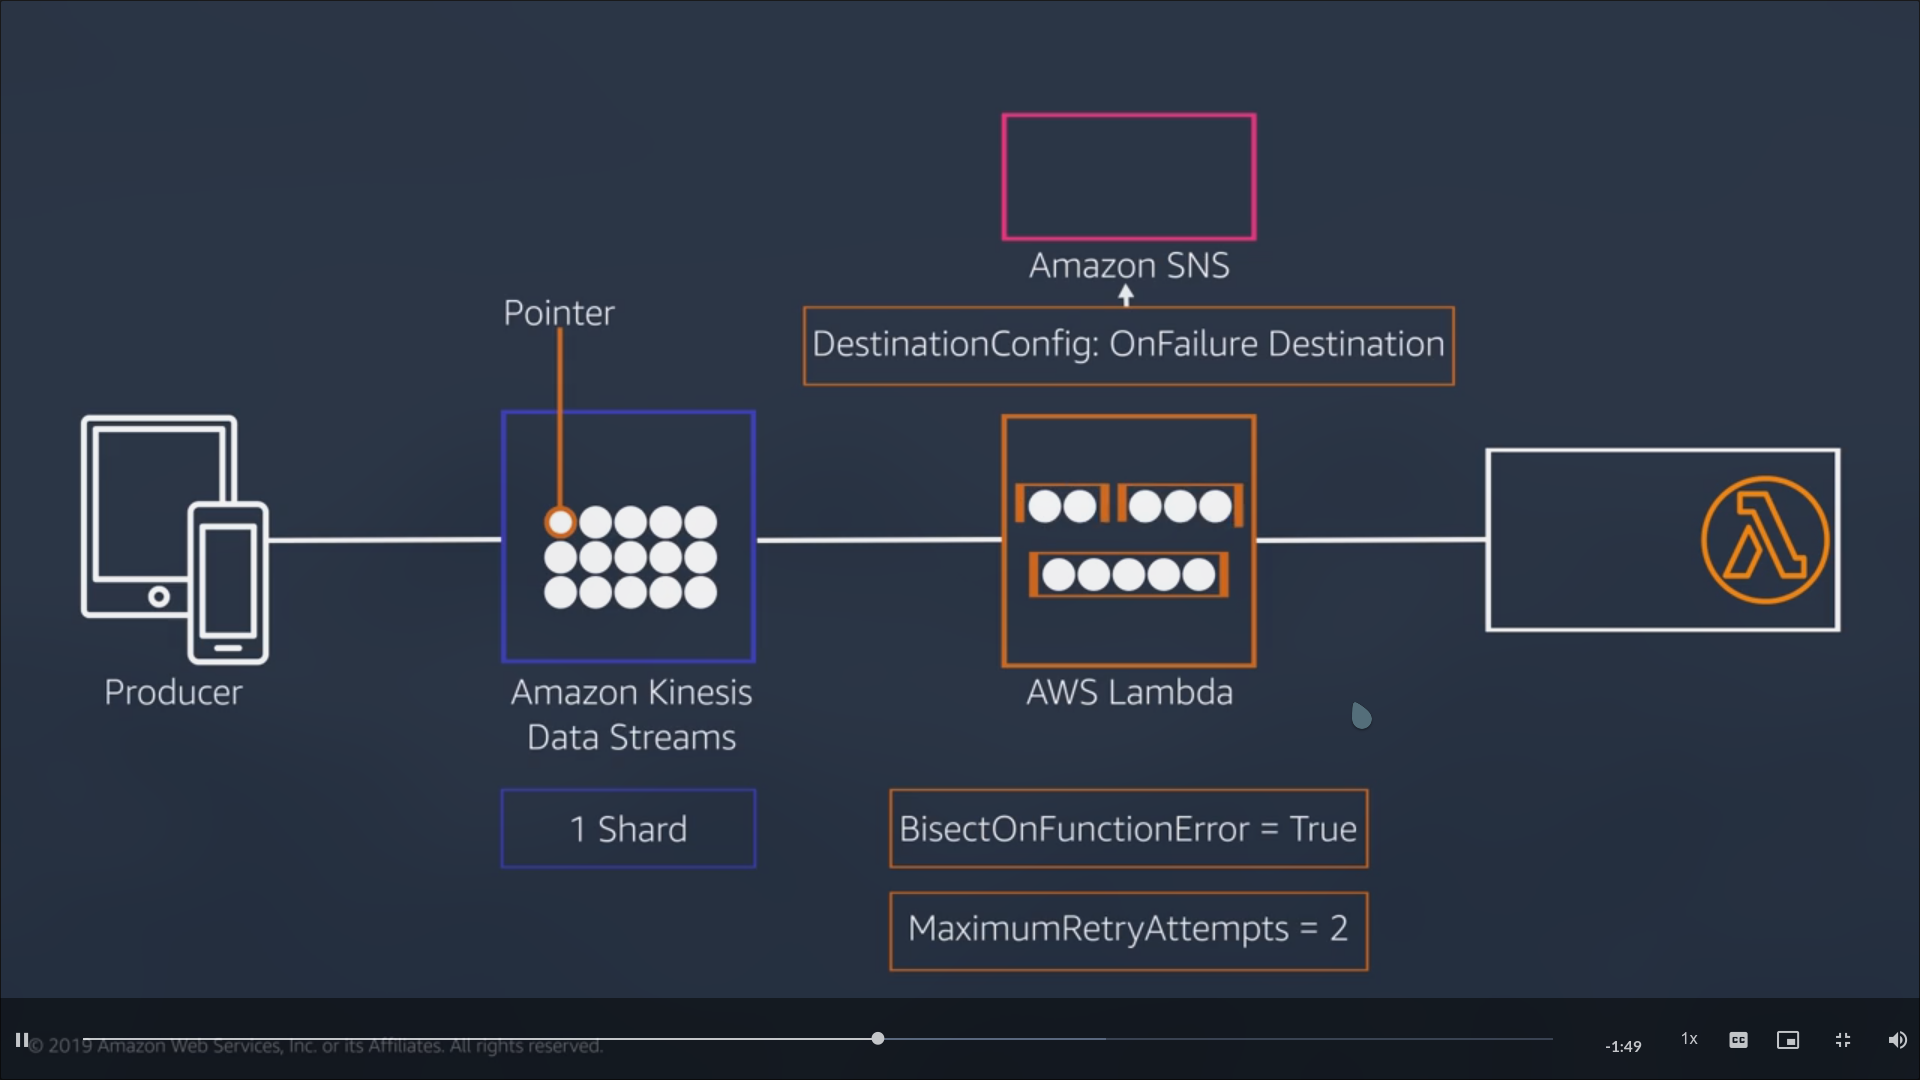 Amazon SNS
Pointer
DestinationConfig: OnFailure Destination
Producer
Amazon Kinesis
Data Streams
AWS Lambda
1 Shard
BisectOnFunctionError = True
MaximumRetryAttempts = 2
© 2019 Amazon Web Services, Inc. or its Affiliates. All rights reserved.
-1:49
1x
CC